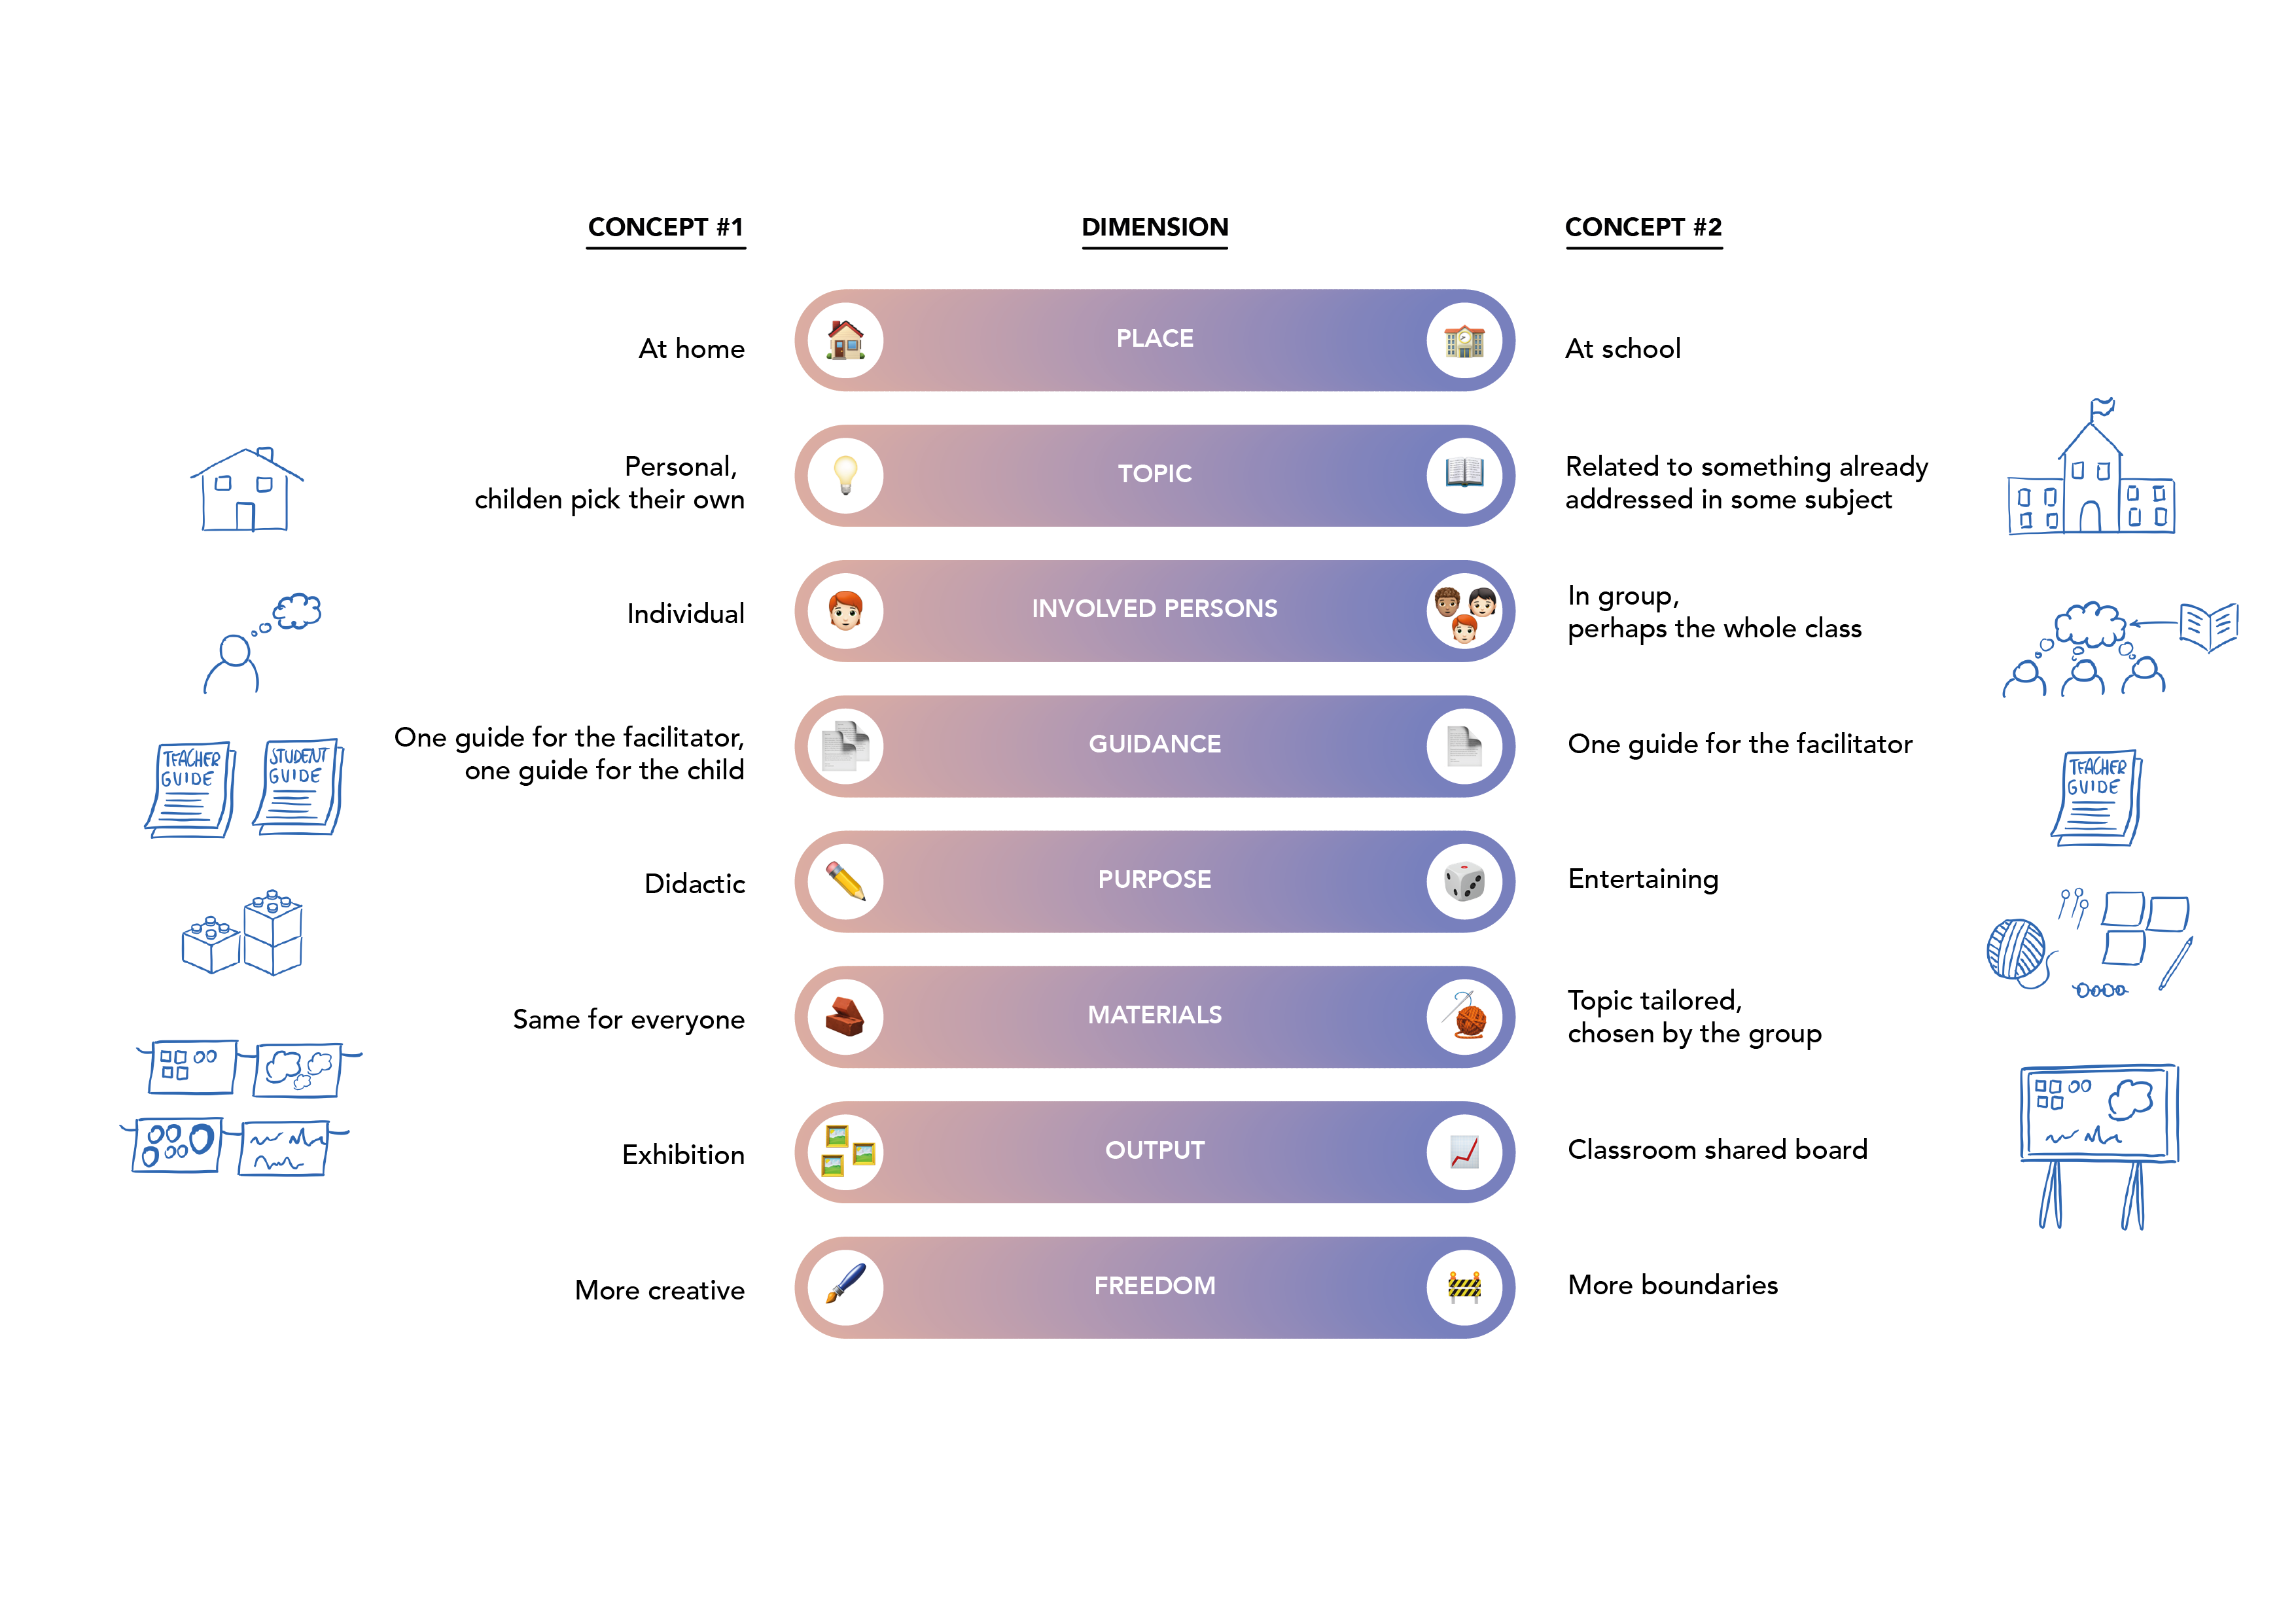 CONCEPT #1
DIMENSION
CONCEPT #2
At home
PLACE
At school
Personal,
childen pick their own
TOPIC
Related to something already
addressed in some subject
Individual
INVOLVED PERSONS
In group,
perhaps the whole class
One guide for the facilitator,
one guide for the child
GUIDANCE
One guide for the facilitator
TEACHER
GUIDE
STUDENT
GUIDE
TEACHER
GUIDE
Didactic
PURPOSE
Entertaining
Same for everyone
MATERIALS
Topic tailored,
chosen by the group
Exhibition
OUTPUT
Classroom shared board
More creative
FREEDOM
More boundaries